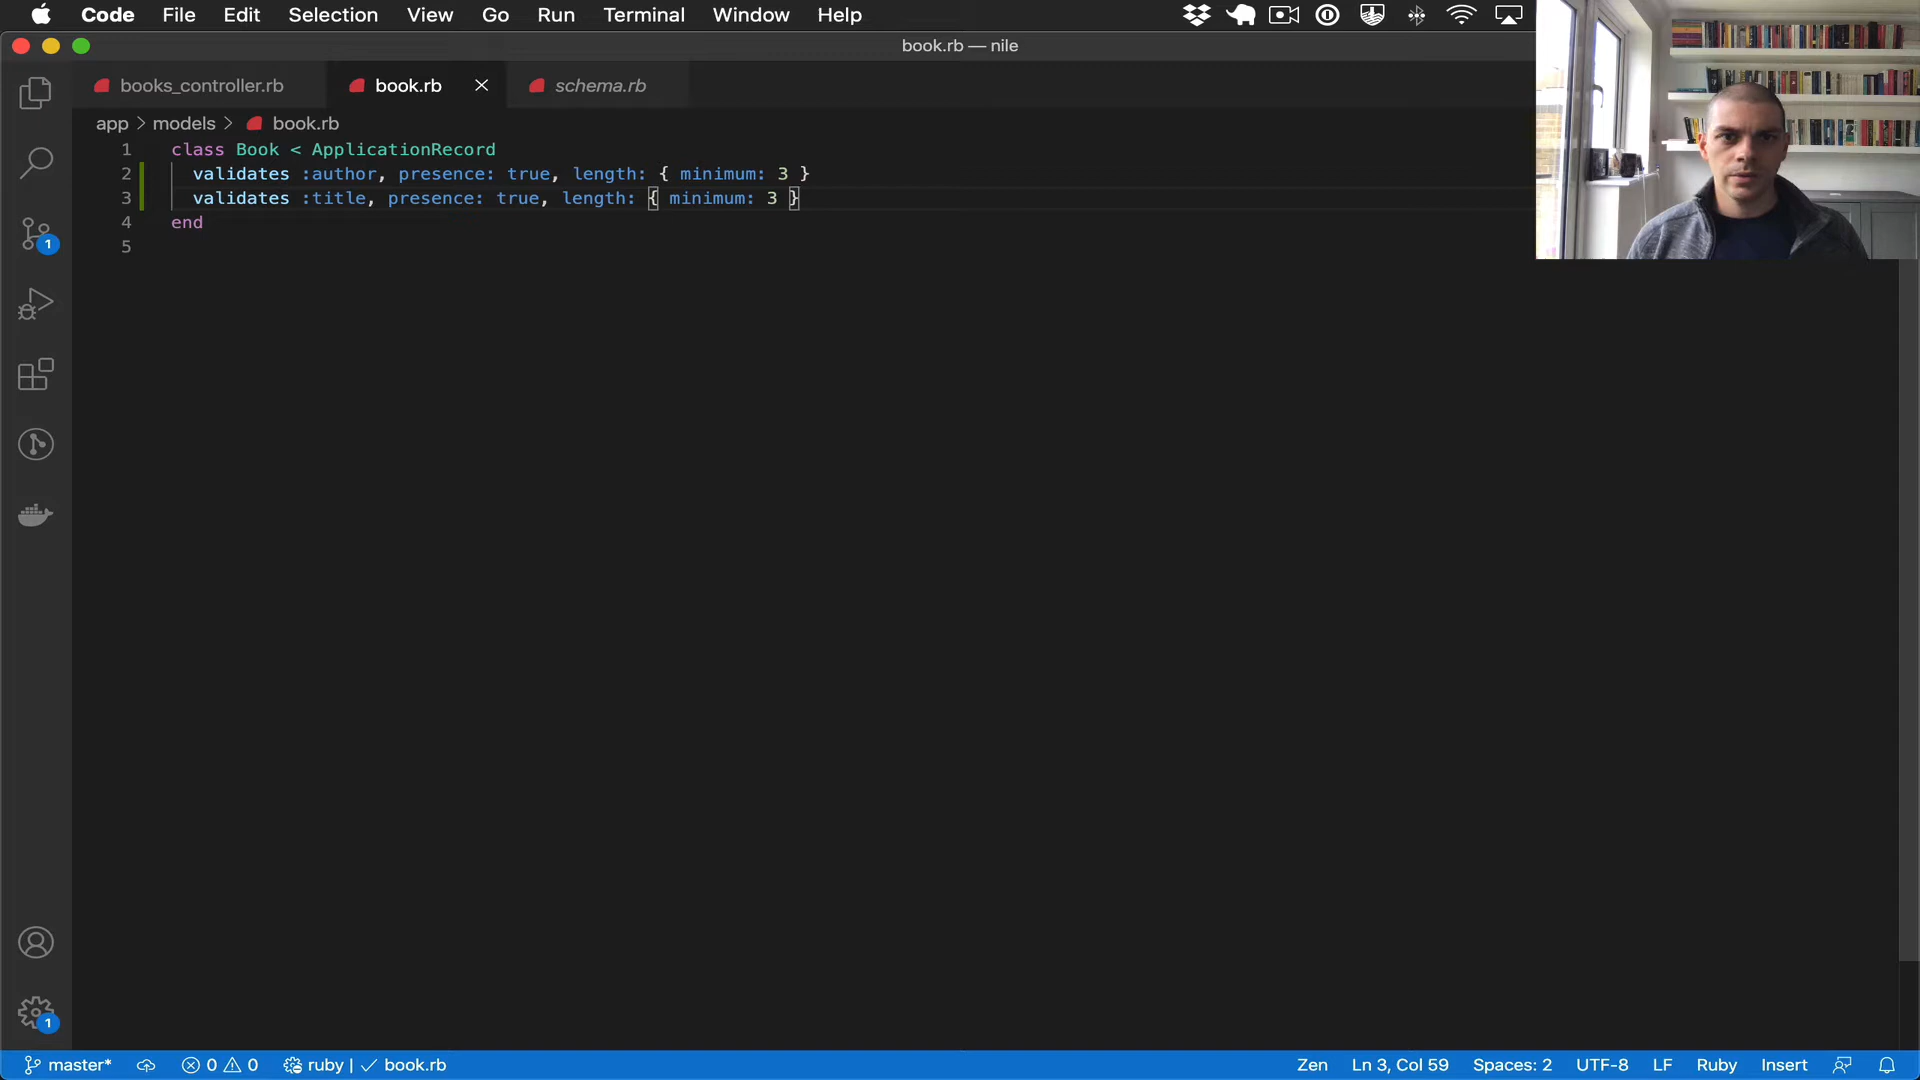 Code File Edit Selection View Go Run Terminal Window Help
book.rb — nile
books_controller.rb book.rb schema.rb
app > models > book.rb
1 class Book < ApplicationRecord
2 validates :author, presence: true, length: { minimum: 3 }
3 validates :title, presence: true, length: { minimum: 3 }
4 end
5
1
1
master* 0 0 ruby | book.rb Zen Ln 3, Col 59 Spaces: 2 UTF-8 LF Ruby Insert